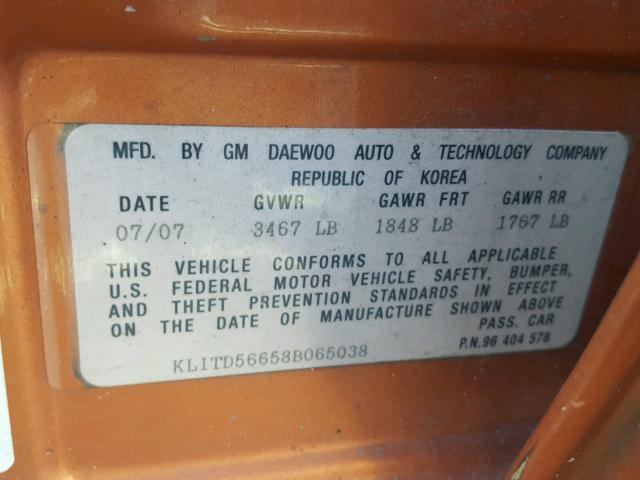 MFD. BY GM DAEWOO AUTO & TECHNOLOGY COMPANY
REPUBLIC OF KOREA
DATE GVWR GAWR FRT GAWR RR
07/07 3467 LB 1848 LB 1767 LB
THIS VEHICLE CONFORMS TO ALL APPLICABLE
U.S. FEDERAL MOTOR VEHICLE SAFETY, BUMPER,
AND THEFT PREVENTION STANDARDS IN EFFECT
ON THE DATE OF MANUFACTURE SHOWN ABOVE
PASS. CAR
KL1TD56658B065038
P.N.96 404 578